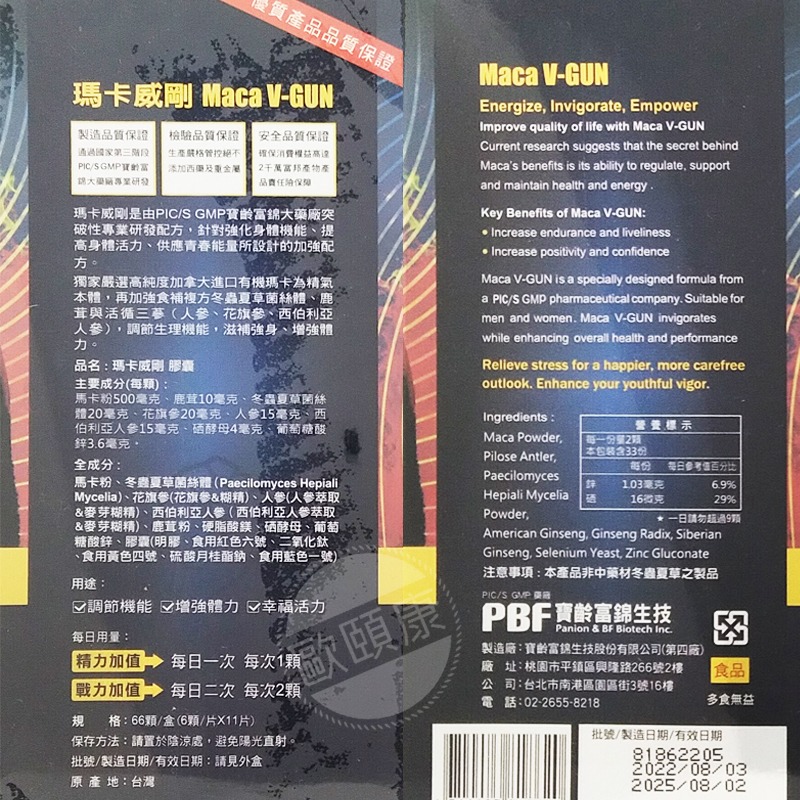 優質產品品質保證
瑪卡威剛 Maca V-GUN
製造品質保證
通過國家第三階段
PIC/S GMP寶齡富
錦大藥廠專業研發
檢驗品質保證
生產嚴格管控絕不
添加西藥及重金屬
安全品質保證
確保消費權益高達
2千萬富邦產物產
品責任險保障
瑪卡威剛是由PIC/S GMP寶齡富錦大藥廠突
破性專業研發配方，針對強化身體機能、提
高身體活力、供應青春能量所設計的加強配
方。
獨家嚴選高純度加拿大進口有機瑪卡為精氣
本體，再加強食補複方冬蟲夏草菌絲體、鹿
茸與活循三蔘（人參、花旗參、西伯利亞
人參），調節生理機能，滋補強身、增強體
力。
品名：瑪卡威剛 膠囊
主要成分(每顆)：
馬卡粉500毫克、鹿茸10毫克、冬蟲夏草菌絲
體20毫克、花旗參20毫克、人參15毫克、西
伯利亞人參15毫克、硒酵母4毫克、葡萄糖酸
鋅3.6毫克。
全成分：
馬卡粉、冬蟲夏草菌絲體（Paecilomyces Hepiali
Mycelia）、花旗參(花旗參&糊精)、人參(人參萃取
&麥芽糊精)、西伯利亞人參（西伯利亞人參萃取
&麥芽糊精)、鹿茸粉、硬脂酸鎂、硒酵母、葡萄
糖酸鋅、膠囊(明膠、食用紅色六號、二氧化鈦
、食用黃色四號、硫酸月桂酯鈉、食用藍色一號)
用途：
☑調節機能 ☑增強體力 ☑幸福活力
每日用量：
精力加值 每日一次 每次1顆
戰力加值 每日二次 每次2顆
規　　格：66顆/盒(6顆/片X11片)
保存方法：請置於陰涼處，避免陽光直射。
批號/製造日期/有效日期：請見外盒
原 產 地：台灣
歐頤康
Maca V-GUN
Energize, Invigorate, Empower
Improve quality of life with Maca V-GUN
Current research suggests that the secret behind
Maca's benefits is its ability to regulate, support
and maintain health and energy .
Key Benefits of Maca V-GUN:
• Increase endurance and liveliness
• Increase positivity and confidence
Maca V-GUN is a specially designed formula from
a PIC/S GMP pharmaceutical company. Suitable for
men and women. Maca V-GUN invigorates
while enhancing overall health and performance
Relieve stress for a happier, more carefree
outlook. Enhance your youthful vigor.
Ingredients :
Maca Powder,
Pilose Antler,
Paecilomyces
Hepiali Mycelia
Powder,
American Ginseng, Ginseng Radix, Siberian
Ginseng, Selenium Yeast, Zinc Gluconate
營養標示
每一份量2顆
本包裝含33份
每份 每日參考值百分比
鋅 1.03毫克 6.9%
硒 16微克 29%
★一日請勿超過9顆
注意事項：本產品非中藥材冬蟲夏草之製品
PIC/S GMP 藥廠
PBF 寶齡富錦生技
Panion & BF Biotech Inc.
製造廠：寶齡富錦生技股份有限公司(第四廠)
廠　址：桃園市平鎮區興隆路266號2樓
公　司：台北市南港區園區街3號16樓
電　話：02-2655-8218
食品
多食無益
批號/製造日期/有效日期
81862205
2022/08/03
2025/08/02